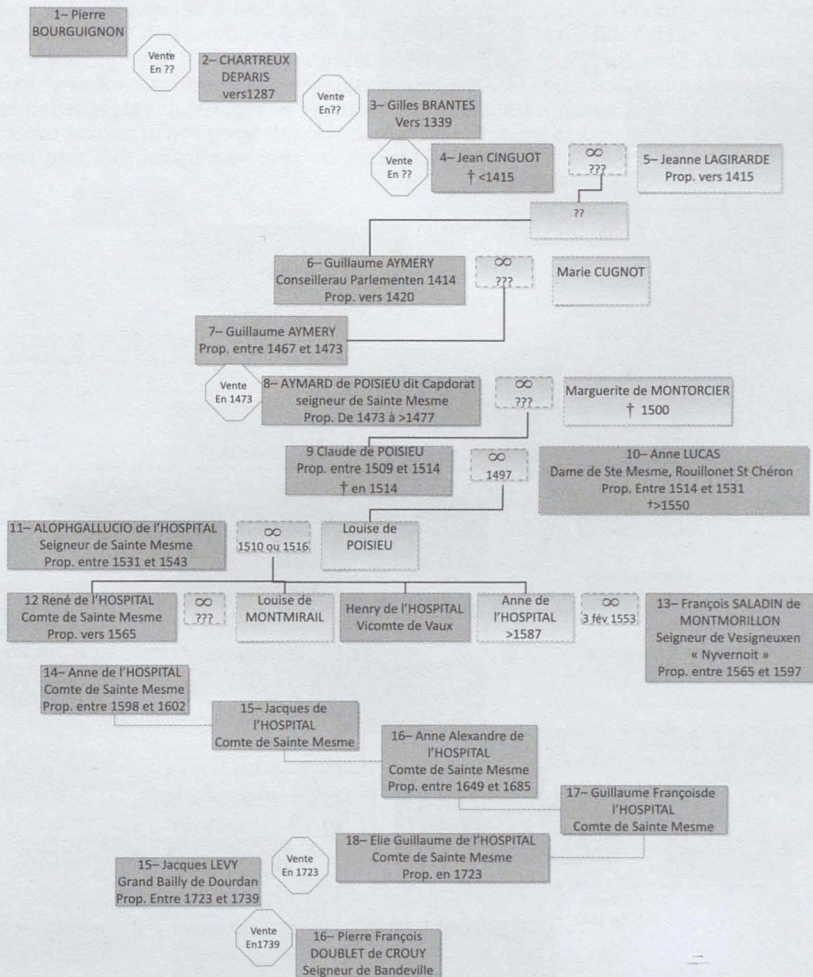 1– Pierre
BOURGUIGNON
Vente
En ??
2– CHARTREUX
DEPARIS
vers1287
Vente
En??
3– Gilles BRANTES
Vers 1339
Vente
En ??
4– Jean CINGUOT
† <1415
∞
???
5– Jeanne LAGIRARDE
Prop. vers 1415
??
6– Guillaume AYMERY
Conseillerau Parlementen 1414
Prop. vers 1420
∞
???
Marie CUGNOT
7– Guillaume AYMERY
Prop. entre 1467 et 1473
Vente
En 1473
8– AYMARD de POISIEU dit Capdorat
seigneur de Sainte Mesme
Prop. De 1473 à >1477
∞
???
Marguerite de MONTORCIER
† 1500
9 Claude de POISIEU
Prop. entre 1509 et 1514
† en 1514
∞
1497
10– Anne LUCAS
Dame de Ste Mesme, Rouillonet St Chéron
Prop. Entre 1514 et 1531
†>1550
11– ALOPHGALLUCIO de l'HOSPITAL
Seigneur de Sainte Mesme
Prop. entre 1531 et 1543
∞
1510 ou 1516
Louise de
POISIEU
12 René de l'HOSPITAL
Comte de Sainte Mesme
Prop. vers 1565
∞
???
Louise de
MONTMIRAIL
Henry de l'HOSPITAL
Vicomte de Vaux
Anne de
l'HOSPITAL
>1587
∞
3 fév 1553
13– François SALADIN de
MONTMORILLON
Seigneur de Vesigneuxen
« Nyvernoit »
Prop. entre 1565 et 1597
14– Anne de l'HOSPITAL
Comte de Sainte Mesme
Prop. entre 1598 et 1602
15– Jacques de
l'HOSPITAL
Comte de Sainte Mesme
16– Anne Alexandre de
l'HOSPITAL
Comte de Sainte Mesme
Prop. entre 1649 et 1685
17– Guillaume Françoisde
l'HOSPITAL
Comte de Sainte Mesme
18– Elie Guillaume de l'HOSPITAL
Comte de Sainte Mesme
Prop. en 1723
Vente
En 1723
15– Jacques LEVY
Grand Bailly de Dourdan
Prop. Entre 1723 et 1739
Vente
En1739
16– Pierre François
DOUBLET de CROUY
Seigneur de Bandeville